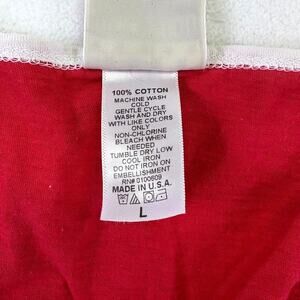 100% COTTON
MACHINE WASH
COLD
GENTLE CYCLE
WASH AND DRY
WITH LIKE COLORS
ONLY
NON-CHLORINE
BLEACH WHEN
NEEDED
TUMBLE DRY LOW
COOL IRON
DO NOT IRON ON
EMBELLISHMENT
RN# 0100609
MADE IN U.S.A.
L